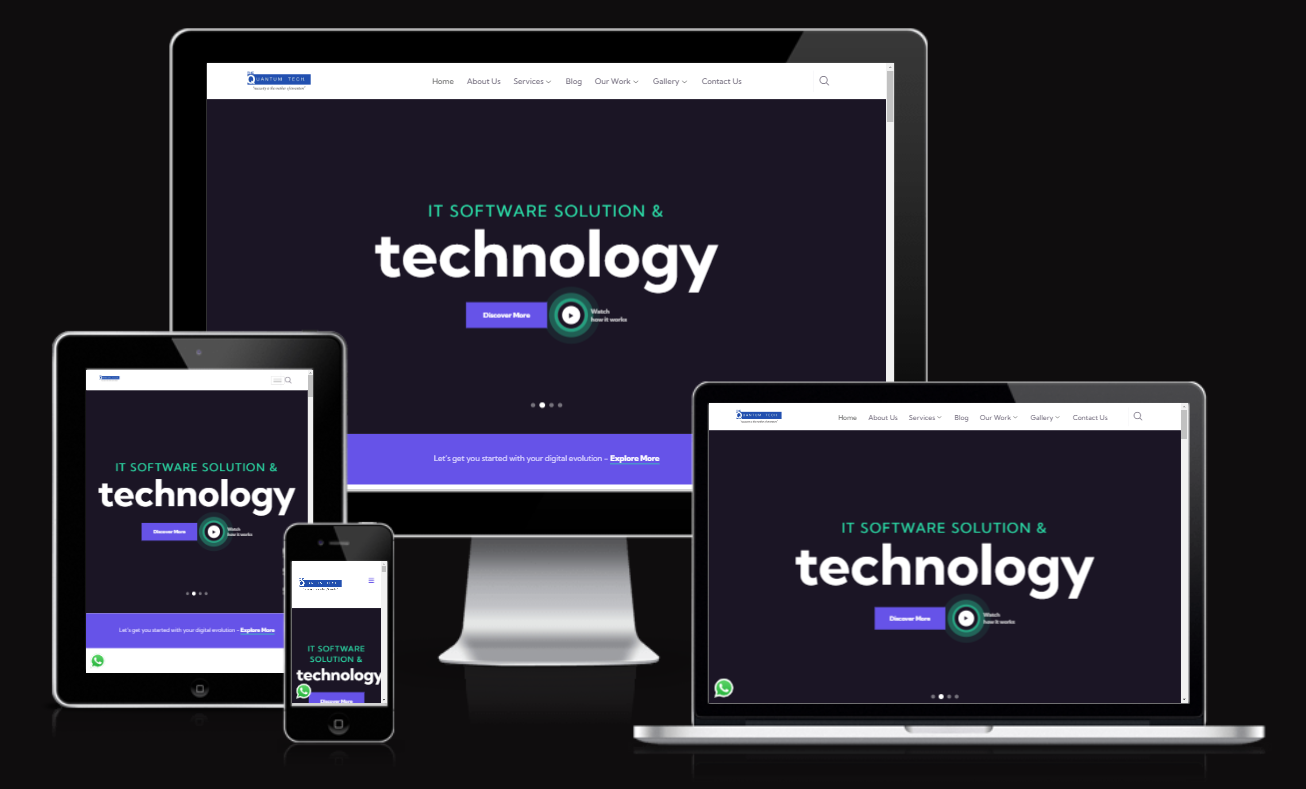 QUANTUM TECH
Home About Us Services Blog Our Work Gallery Contact Us
IT SOFTWARE SOLUTION &
technology
Discover More
Watch
how it works
Let's get you started with your digital evolution - Explore More
IT SOFTWARE SOLUTION &
technology
Discover More
Watch
how it works
Let's get you started with your digital evolution - Explore More
IT SOFTWARE
SOLUTION &
technology
Discover More
QUANTUM TECH
Home About Us Services Blog Our Work Gallery Contact Us
IT SOFTWARE SOLUTION &
technology
Discover More
Watch
how it works